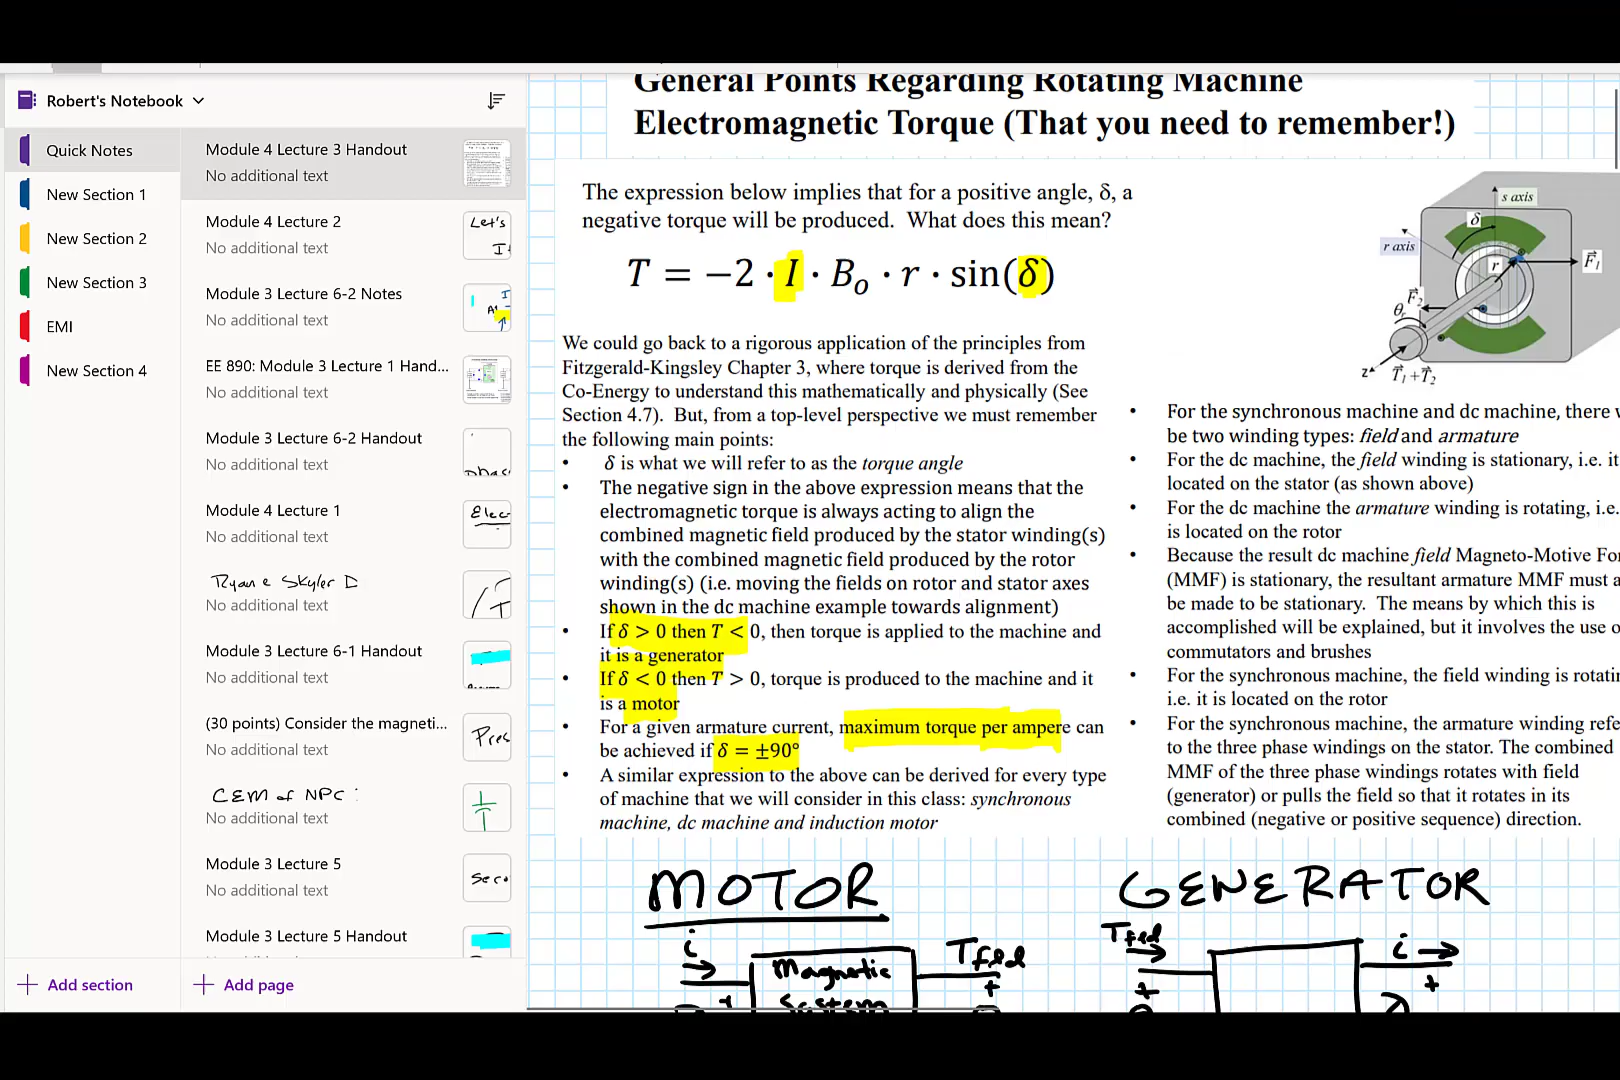 Robert's Notebook
Quick Notes
New Section 1
New Section 2
New Section 3
EMI
New Section 4
Add section
Module 4 Lecture 3 Handout
No additional text
Module 4 Lecture 2
No additional text
Let's
Module 3 Lecture 6-2 Notes
No additional text
EE 890: Module 3 Lecture 1 Hand...
No additional text
Module 3 Lecture 6-2 Handout
No additional text
Module 4 Lecture 1
No additional text
Elec
Ryan e Skyler D
No additional text
Module 3 Lecture 6-1 Handout
No additional text
(30 points) Consider the magneti...
No additional text
Pres
CEM of NPC :
No additional text
Module 3 Lecture 5
No additional text
Module 3 Lecture 5 Handout
No additional text
Add page
General Points Regarding Rotating Machine
Electromagnetic Torque (That you need to remember!)
The expression below implies that for a positive angle, δ, a
negative torque will be produced. What does this mean?
T = −2 · I · Bₒ · r · sin(δ)
We could go back to a rigorous application of the principles from
Fitzgerald-Kingsley Chapter 3, where torque is derived from the
Co-Energy to understand this mathematically and physically (See
Section 4.7). But, from a top-level perspective we must remember
the following main points:
• δ is what we will refer to as the torque angle
• The negative sign in the above expression means that the
electromagnetic torque is always acting to align the
combined magnetic field produced by the stator winding(s)
with the combined magnetic field produced by the rotor
winding(s) (i.e. moving the fields on rotor and stator axes
shown in the dc machine example towards alignment)
• If δ > 0 then T < 0, then torque is applied to the machine and
it is a generator
• If δ < 0 then T > 0, torque is produced to the machine and it
is a motor
• For a given armature current, maximum torque per ampere can
be achieved if δ = ±90°
• A similar expression to the above can be derived for every type
of machine that we will consider in this class: synchronous
machine, dc machine and induction motor
s axis
δ
r axis
r
F₁
F₂
θr
z
T₁+T₂
• For the synchronous machine and dc machine, there w
be two winding types: field and armature
• For the dc machine, the field winding is stationary, i.e. it
located on the stator (as shown above)
• For the dc machine the armature winding is rotating, i.e.
is located on the rotor
• Because the result dc machine field Magneto-Motive For
(MMF) is stationary, the resultant armature MMF must a
be made to be stationary. The means by which this is
accomplished will be explained, but it involves the use o
commutators and brushes
• For the synchronous machine, the field winding is rotatin
i.e. it is located on the rotor
• For the synchronous machine, the armature winding refe
to the three phase windings on the stator. The combined
MMF of the three phase windings rotates with field
(generator) or pulls the field so that it rotates in its
combined (negative or positive sequence) direction.
MOTOR
i
+
Magnetic
System
Tfld
+
GENERATOR
Tfld
+
i
+